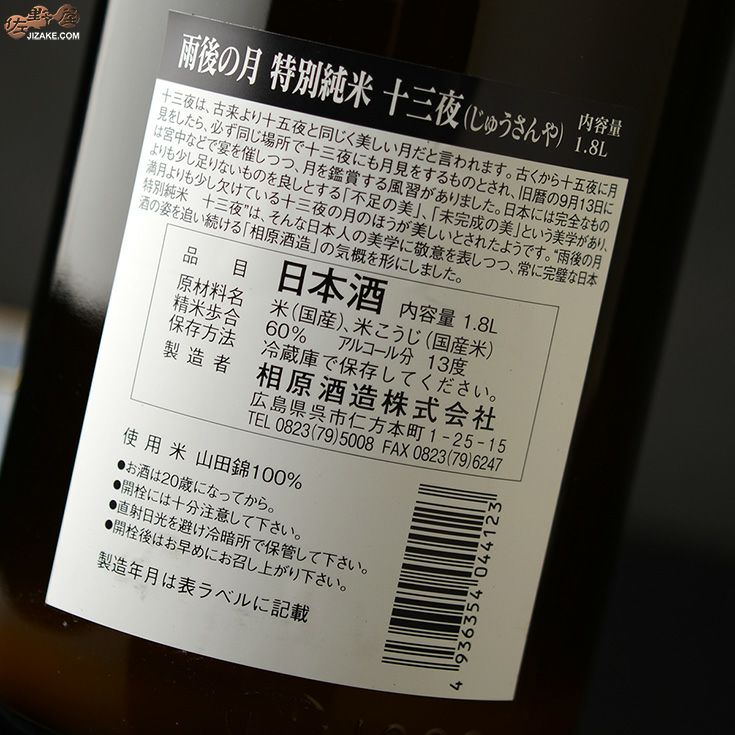 佐野屋
JIZAKE.COM
雨後の月 特別純米 十三夜(じゅうさんや) 内容量 1.8L
十三夜は、古来より十五夜と同じく美しい月だと言われます。古くから十五夜に月
見をしたら、必ず同じ場所で十三夜にも月見をするものとされ、旧暦の9月13日に
は宮中などで宴を催しつつ、月を鑑賞する風習がありました。日本には完全なもの
よりも少し足りないものを良しとする「不足の美」、「未完成の美」という美学があり、
満月よりも少し欠けている十三夜の月のほうが美しいとされたようです。“雨後の月
特別純米 十三夜”は、そんな日本人の美学に敬意を表しつつ、常に完璧な日本
酒の姿を追い続ける「相原酒造」の気概を形にしました。
品目 日本酒 内容量 1.8L
原材料名 米(国産)、米こうじ(国産米)
精米歩合 60% アルコール分 13度
保存方法 冷蔵庫で保存してください。
製造者 相原酒造株式会社
広島県呉市仁方本町1-25-15
TEL 0823(79)5008 FAX 0823(79)6247
使用米 山田錦100%
●お酒は20歳になってから。
●開栓には十分注意して下さい。
●直射日光を避け冷暗所で保管して下さい。
●開栓後はお早めにお召し上がり下さい。
製造年月は表ラベルに記載
4 936354 044123